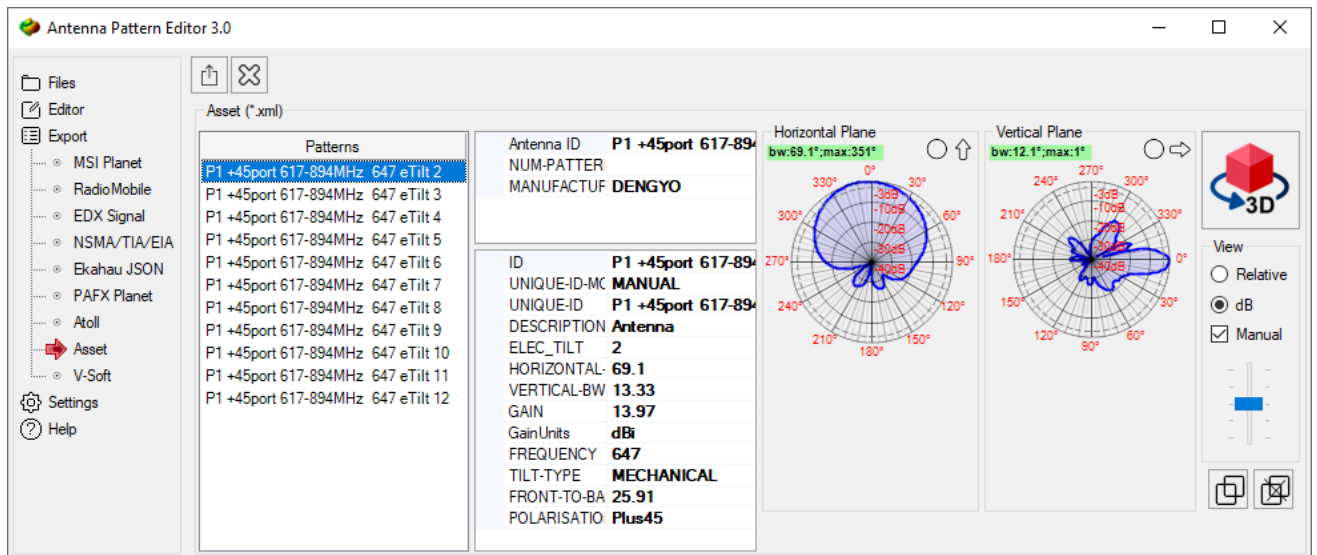 Antenna Pattern Editor 3.0
Files
Editor
Export
MSI Planet
RadioMobile
EDX Signal
NSMA/TIA/EIA
Ekahau JSON
PAFX Planet
Atoll
Asset
V-Soft
Settings
Help
Asset (*.xml)
Patterns
P1 +45port 617-894MHz 647 eTilt 2
P1 +45port 617-894MHz 647 eTilt 3
P1 +45port 617-894MHz 647 eTilt 4
P1 +45port 617-894MHz 647 eTilt 5
P1 +45port 617-894MHz 647 eTilt 6
P1 +45port 617-894MHz 647 eTilt 7
P1 +45port 617-894MHz 647 eTilt 8
P1 +45port 617-894MHz 647 eTilt 9
P1 +45port 617-894MHz 647 eTilt 10
P1 +45port 617-894MHz 647 eTilt 11
P1 +45port 617-894MHz 647 eTilt 12
Antenna ID P1 +45port 617-894
NUM-PATTER
MANUFACTUF DENGYO
ID P1 +45port 617-894
UNIQUE-ID-MC MANUAL
UNIQUE-ID P1 +45port 617-894
DESCRIPTION Antenna
ELEC_TILT 2
HORIZONTAL- 69.1
VERTICAL-BW 13.33
GAIN 13.97
GainUnits dBi
FREQUENCY 647
TILT-TYPE MECHANICAL
FRONT-TO-BA 25.91
POLARISATIO Plus45
Horizontal Plane
bw:69.1°;max:351°
0°
330° 30°
300° 60°
270° 90°
240° 120°
210° 150°
180°
-3dB
-10dB
-20dB
-30dB
-40dB
Vertical Plane
bw:12.1°;max:1°
270°
240° 300°
210° 330°
180° 0°
150° 30°
120° 60°
90°
-3dB
-10dB
-20dB
-30dB
-40dB
3D
View
Relative
dB
Manual